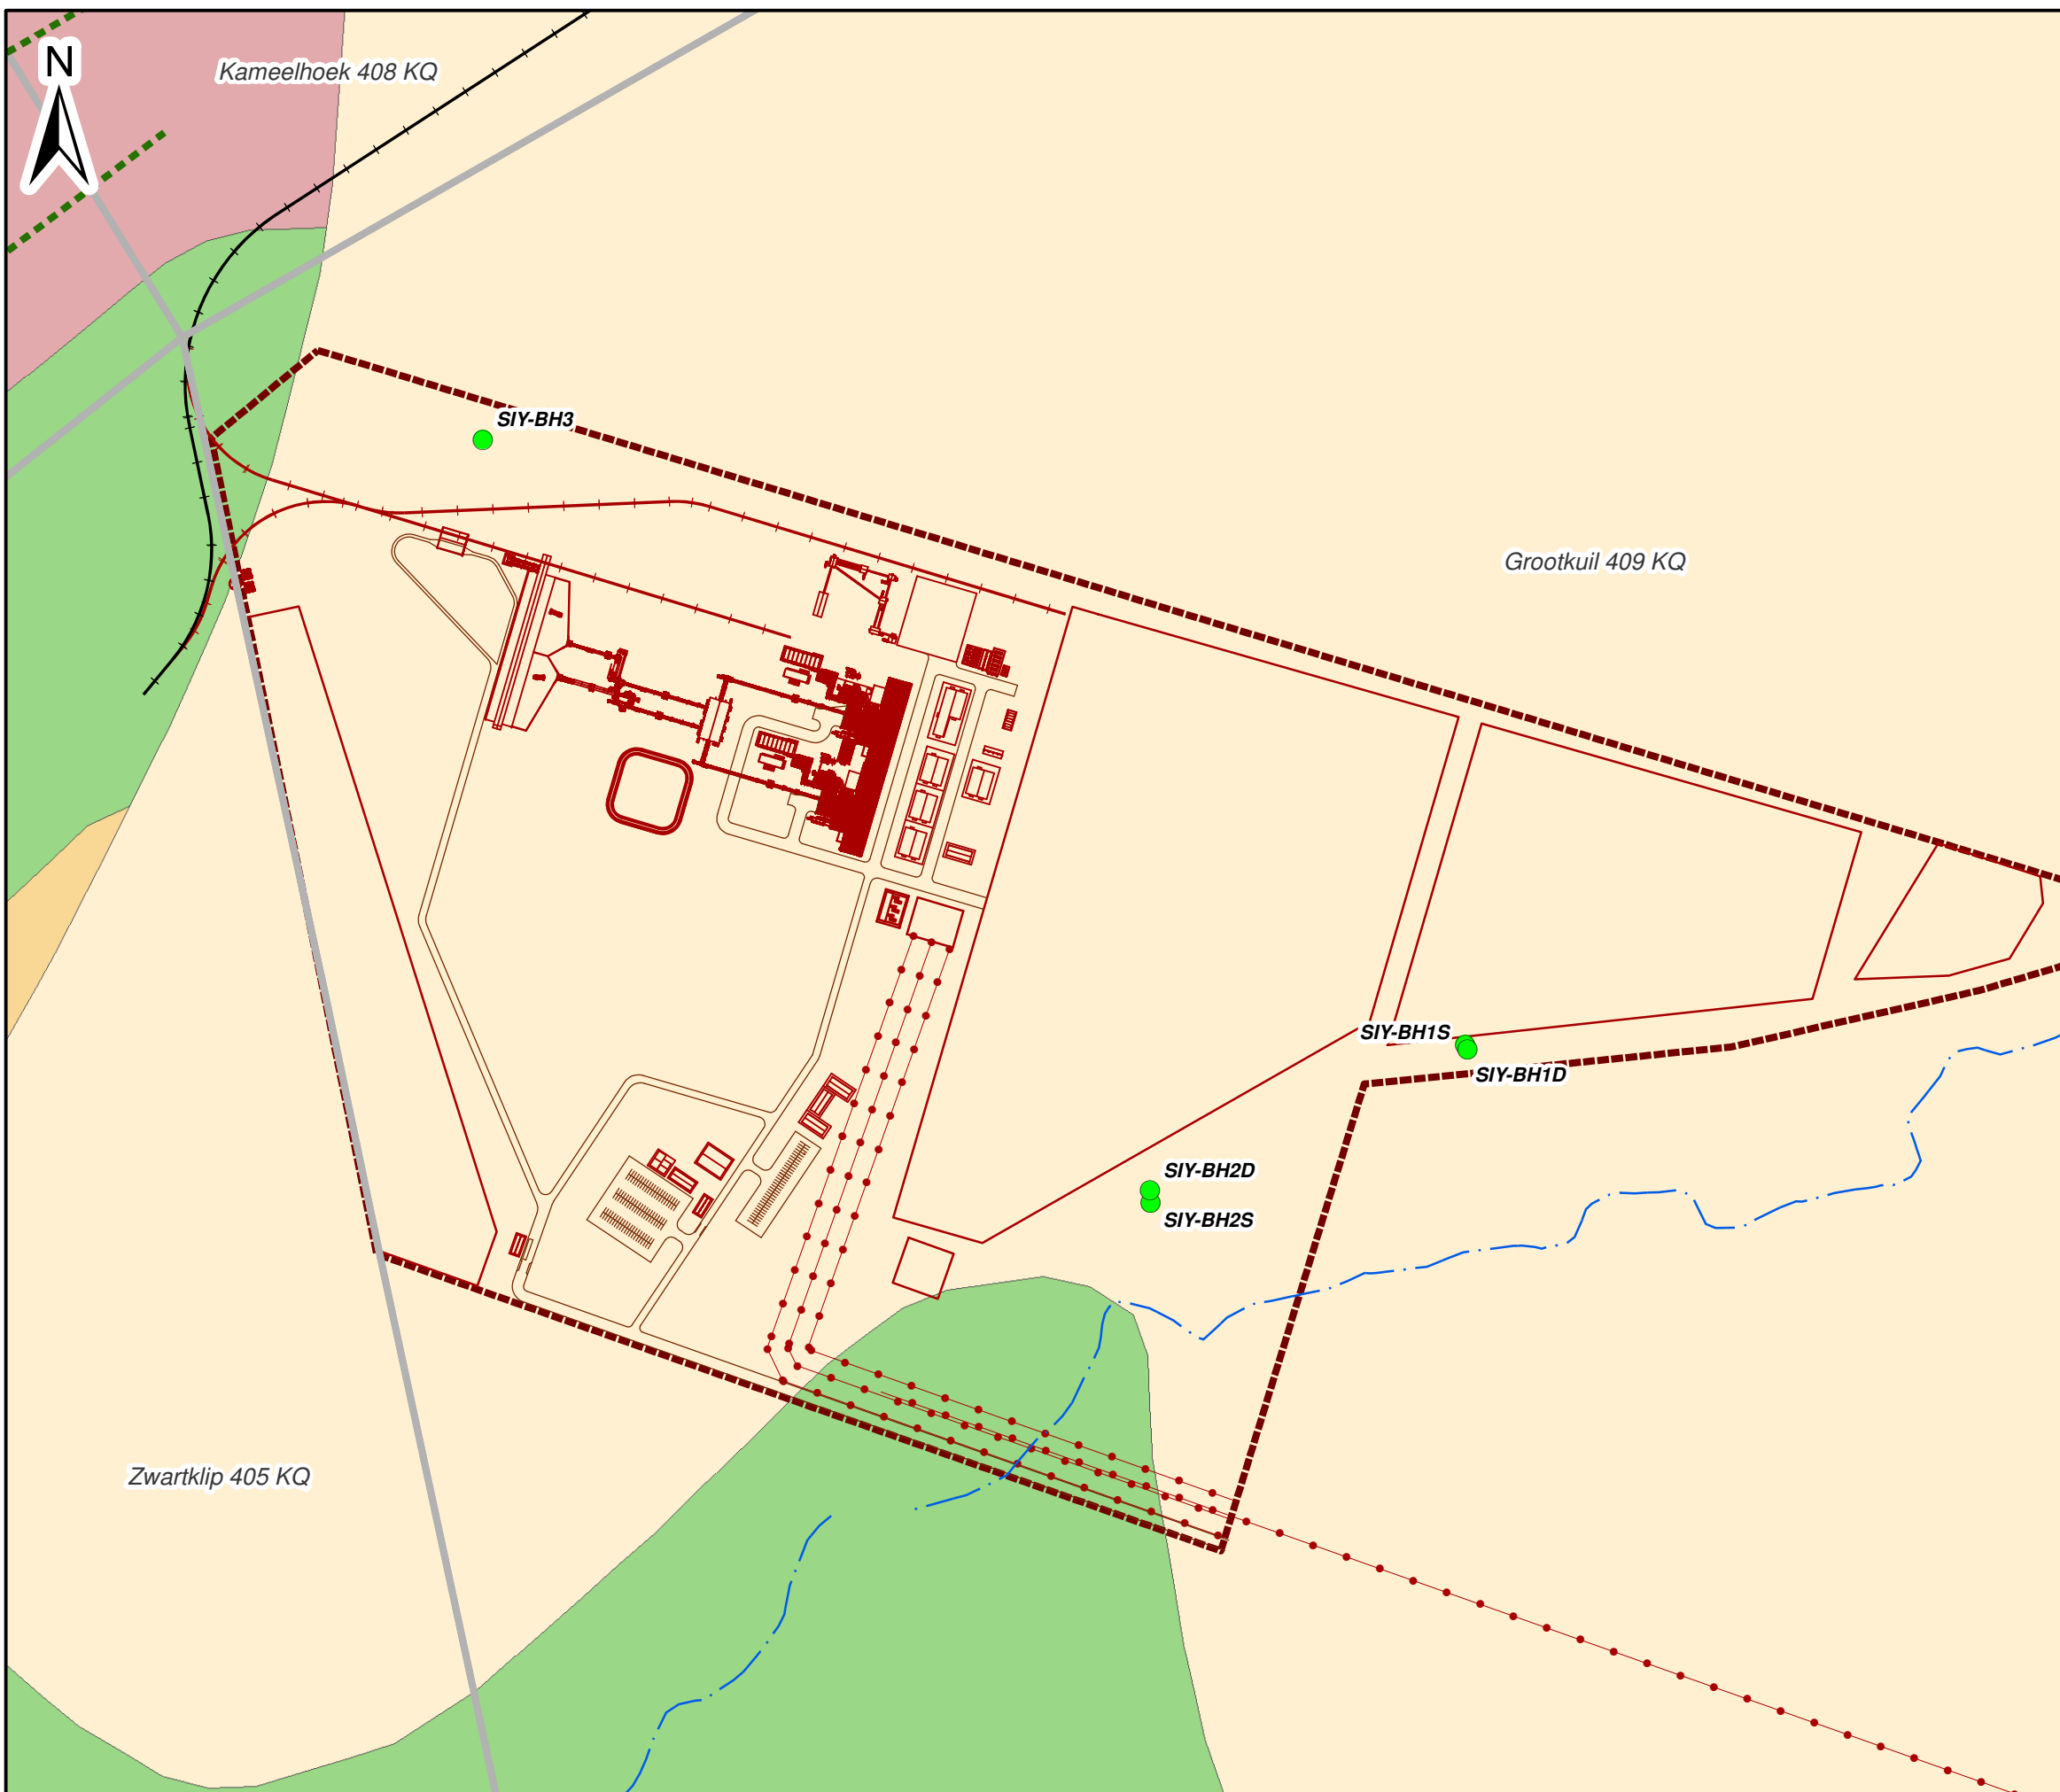 N
Kameelhoek 408 KQ
SIY-BH3
Grootkuil 409 KQ
SIY-BH1S
SIY-BH1D
SIY-BH2D
SIY-BH2S
Zwartklip 405 KQ